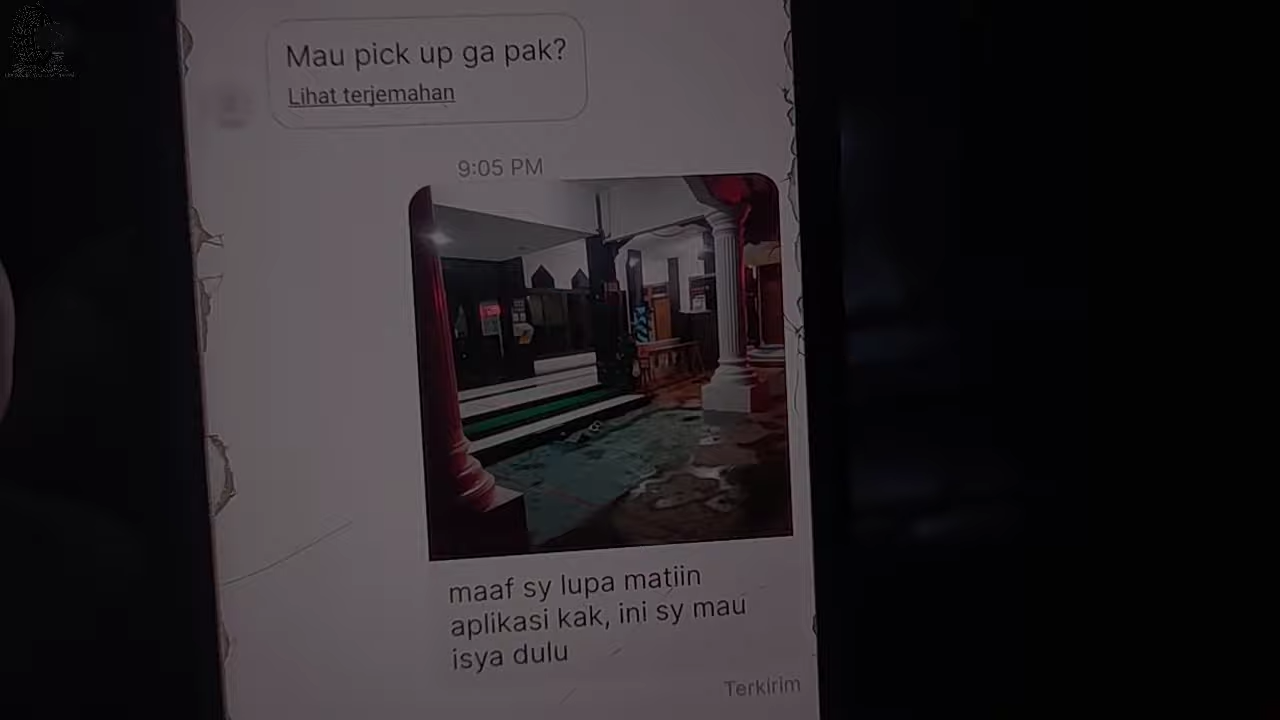 Mau pick up ga pak?
Lihat terjemahan
9:05 PM
maaf sy lupa matiin
aplikasi kak, ini sy mau
isya dulu
Terkirim